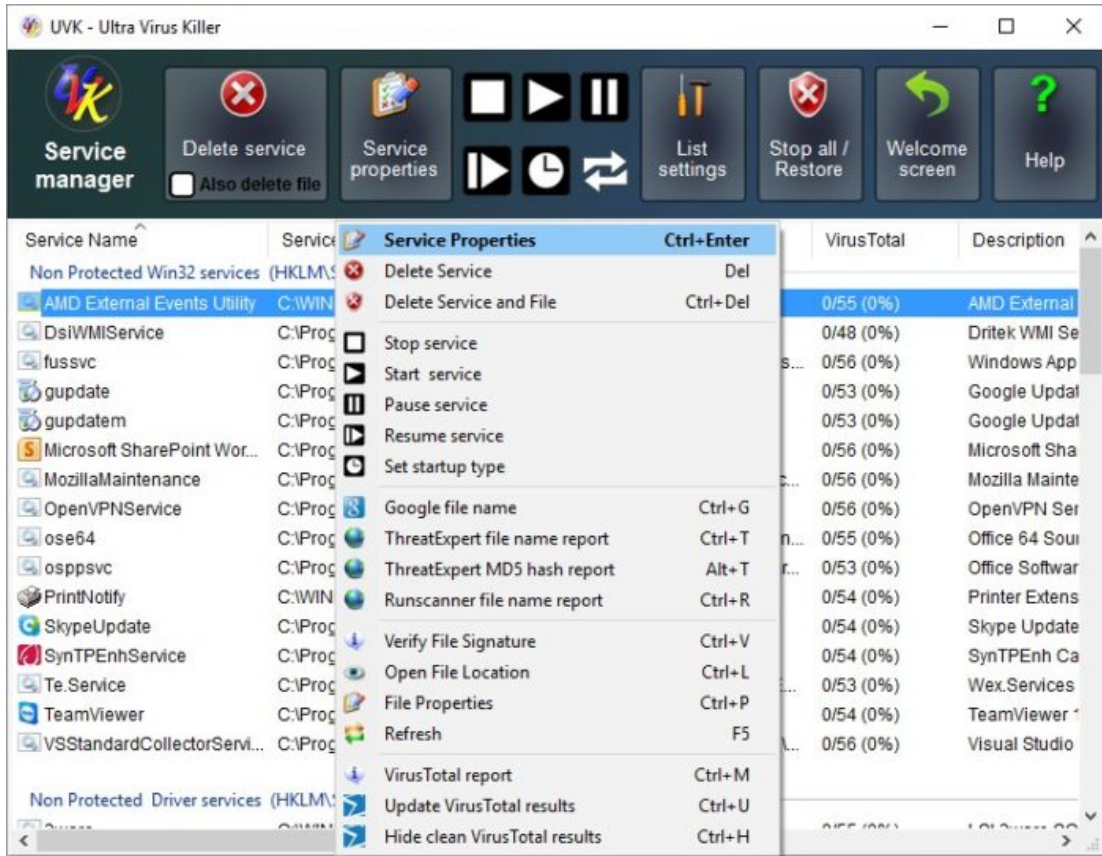 UVK - Ultra Virus Killer
Service manager
Delete service
Also delete file
Service properties
List settings
Stop all / Restore
Welcome screen
Help
Service Name Service VirusTotal Description
Non Protected Win32 services (HKLM\
AMD External Events Utility C:\WIN 0/55 (0%) AMD External
DsiWMIService C:\Prog 0/48 (0%) Dritek WMI Se
fussvc C:\Prog s... 0/56 (0%) Windows App
gupdate C:\Prog 0/53 (0%) Google Updat
gupdatem C:\Prog 0/53 (0%) Google Updat
Microsoft SharePoint Wor... C:\Prog 0/56 (0%) Microsoft Sha
MozillaMaintenance C:\Prog c... 0/56 (0%) Mozilla Mainte
OpenVPNService C:\Prog 0/56 (0%) OpenVPN Ser
ose64 C:\Prog n... 0/55 (0%) Office 64 Sour
osppsvc C:\Prog r... 0/53 (0%) Office Softwar
PrintNotify C:\WIN 0/54 (0%) Printer Extens
SkypeUpdate C:\Prog 0/54 (0%) Skype Update
SynTPEnhService C:\Prog 0/54 (0%) SynTPEnh Ca
Te.Service C:\Prog 0/53 (0%) Wex.Services
TeamViewer C:\Prog 0/54 (0%) TeamViewer 1
VSStandardCollectorServi... C:\Prog \... 0/56 (0%) Visual Studio
Non Protected Driver services (HKLM\
Service Properties Ctrl+Enter
Delete Service Del
Delete Service and File Ctrl+Del
Stop service
Start service
Pause service
Resume service
Set startup type
Google file name Ctrl+G
ThreatExpert file name report Ctrl+T
ThreatExpert MD5 hash report Alt+T
Runscanner file name report Ctrl+R
Verify File Signature Ctrl+V
Open File Location Ctrl+L
File Properties Ctrl+P
Refresh F5
VirusTotal report Ctrl+M
Update VirusTotal results Ctrl+U
Hide clean VirusTotal results Ctrl+H